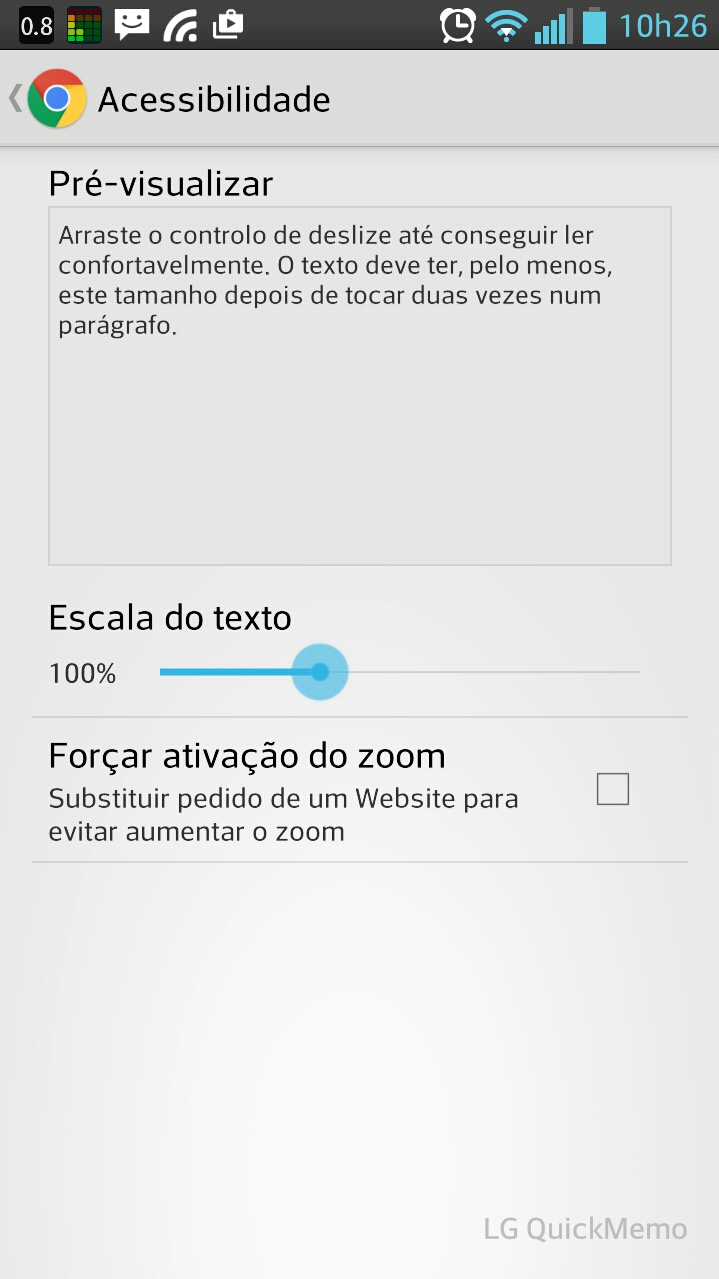 0.8
10h26
Acessibilidade
Pré-visualizar
Arraste o controlo de deslize até conseguir ler
confortavelmente. O texto deve ter, pelo menos,
este tamanho depois de tocar duas vezes num
parágrafo.
Escala do texto
100%
Forçar ativação do zoom
Substituir pedido de um Website para
evitar aumentar o zoom
LG QuickMemo